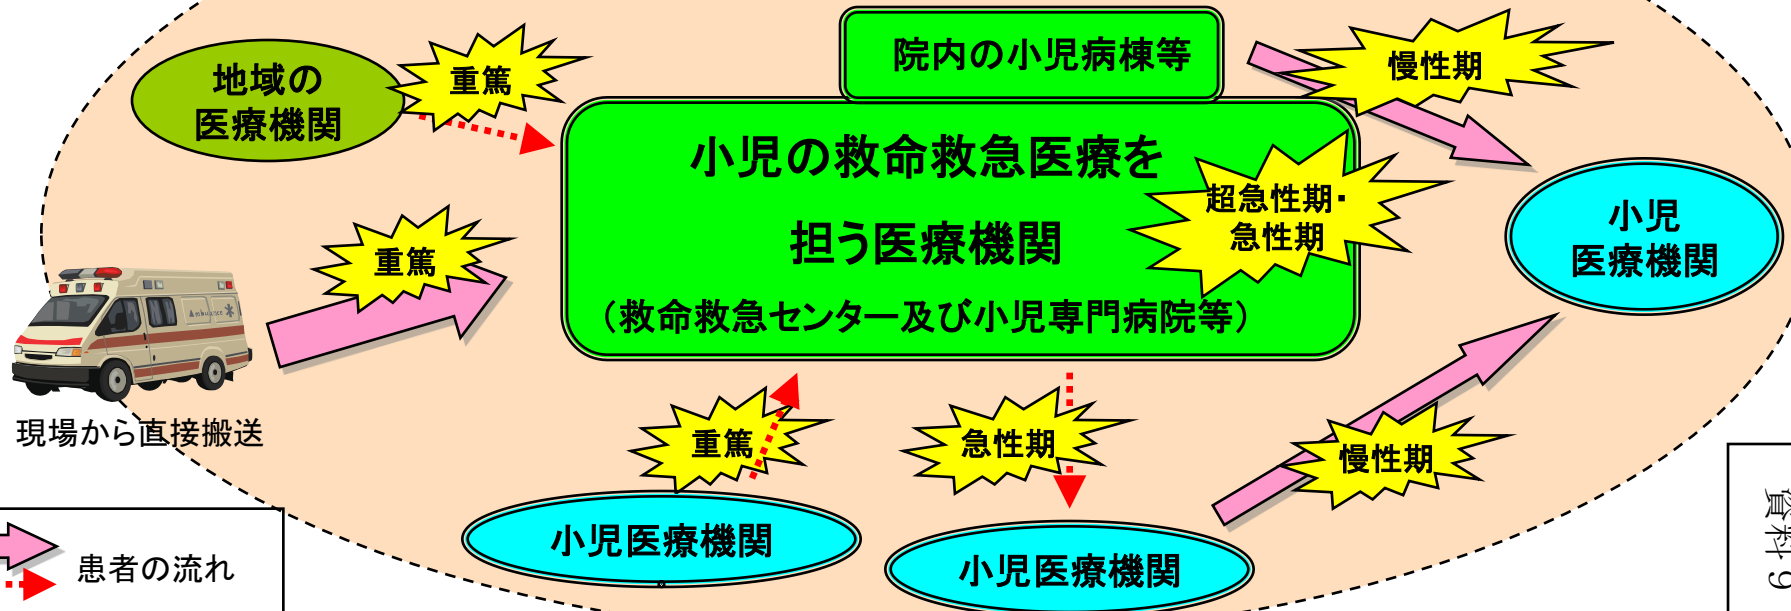 院内の小児病棟等
地域の
医療機関
重篤
慢性期
小児の救命救急医療を
担う医療機関
（救命救急センター及び小児専門病院等）
超急性期・
急性期
小児
医療機関
重篤
Ambulance
現場から直接搬送
重篤
急性期
慢性期
小児医療機関
小児医療機関
患者の流れ
資料９